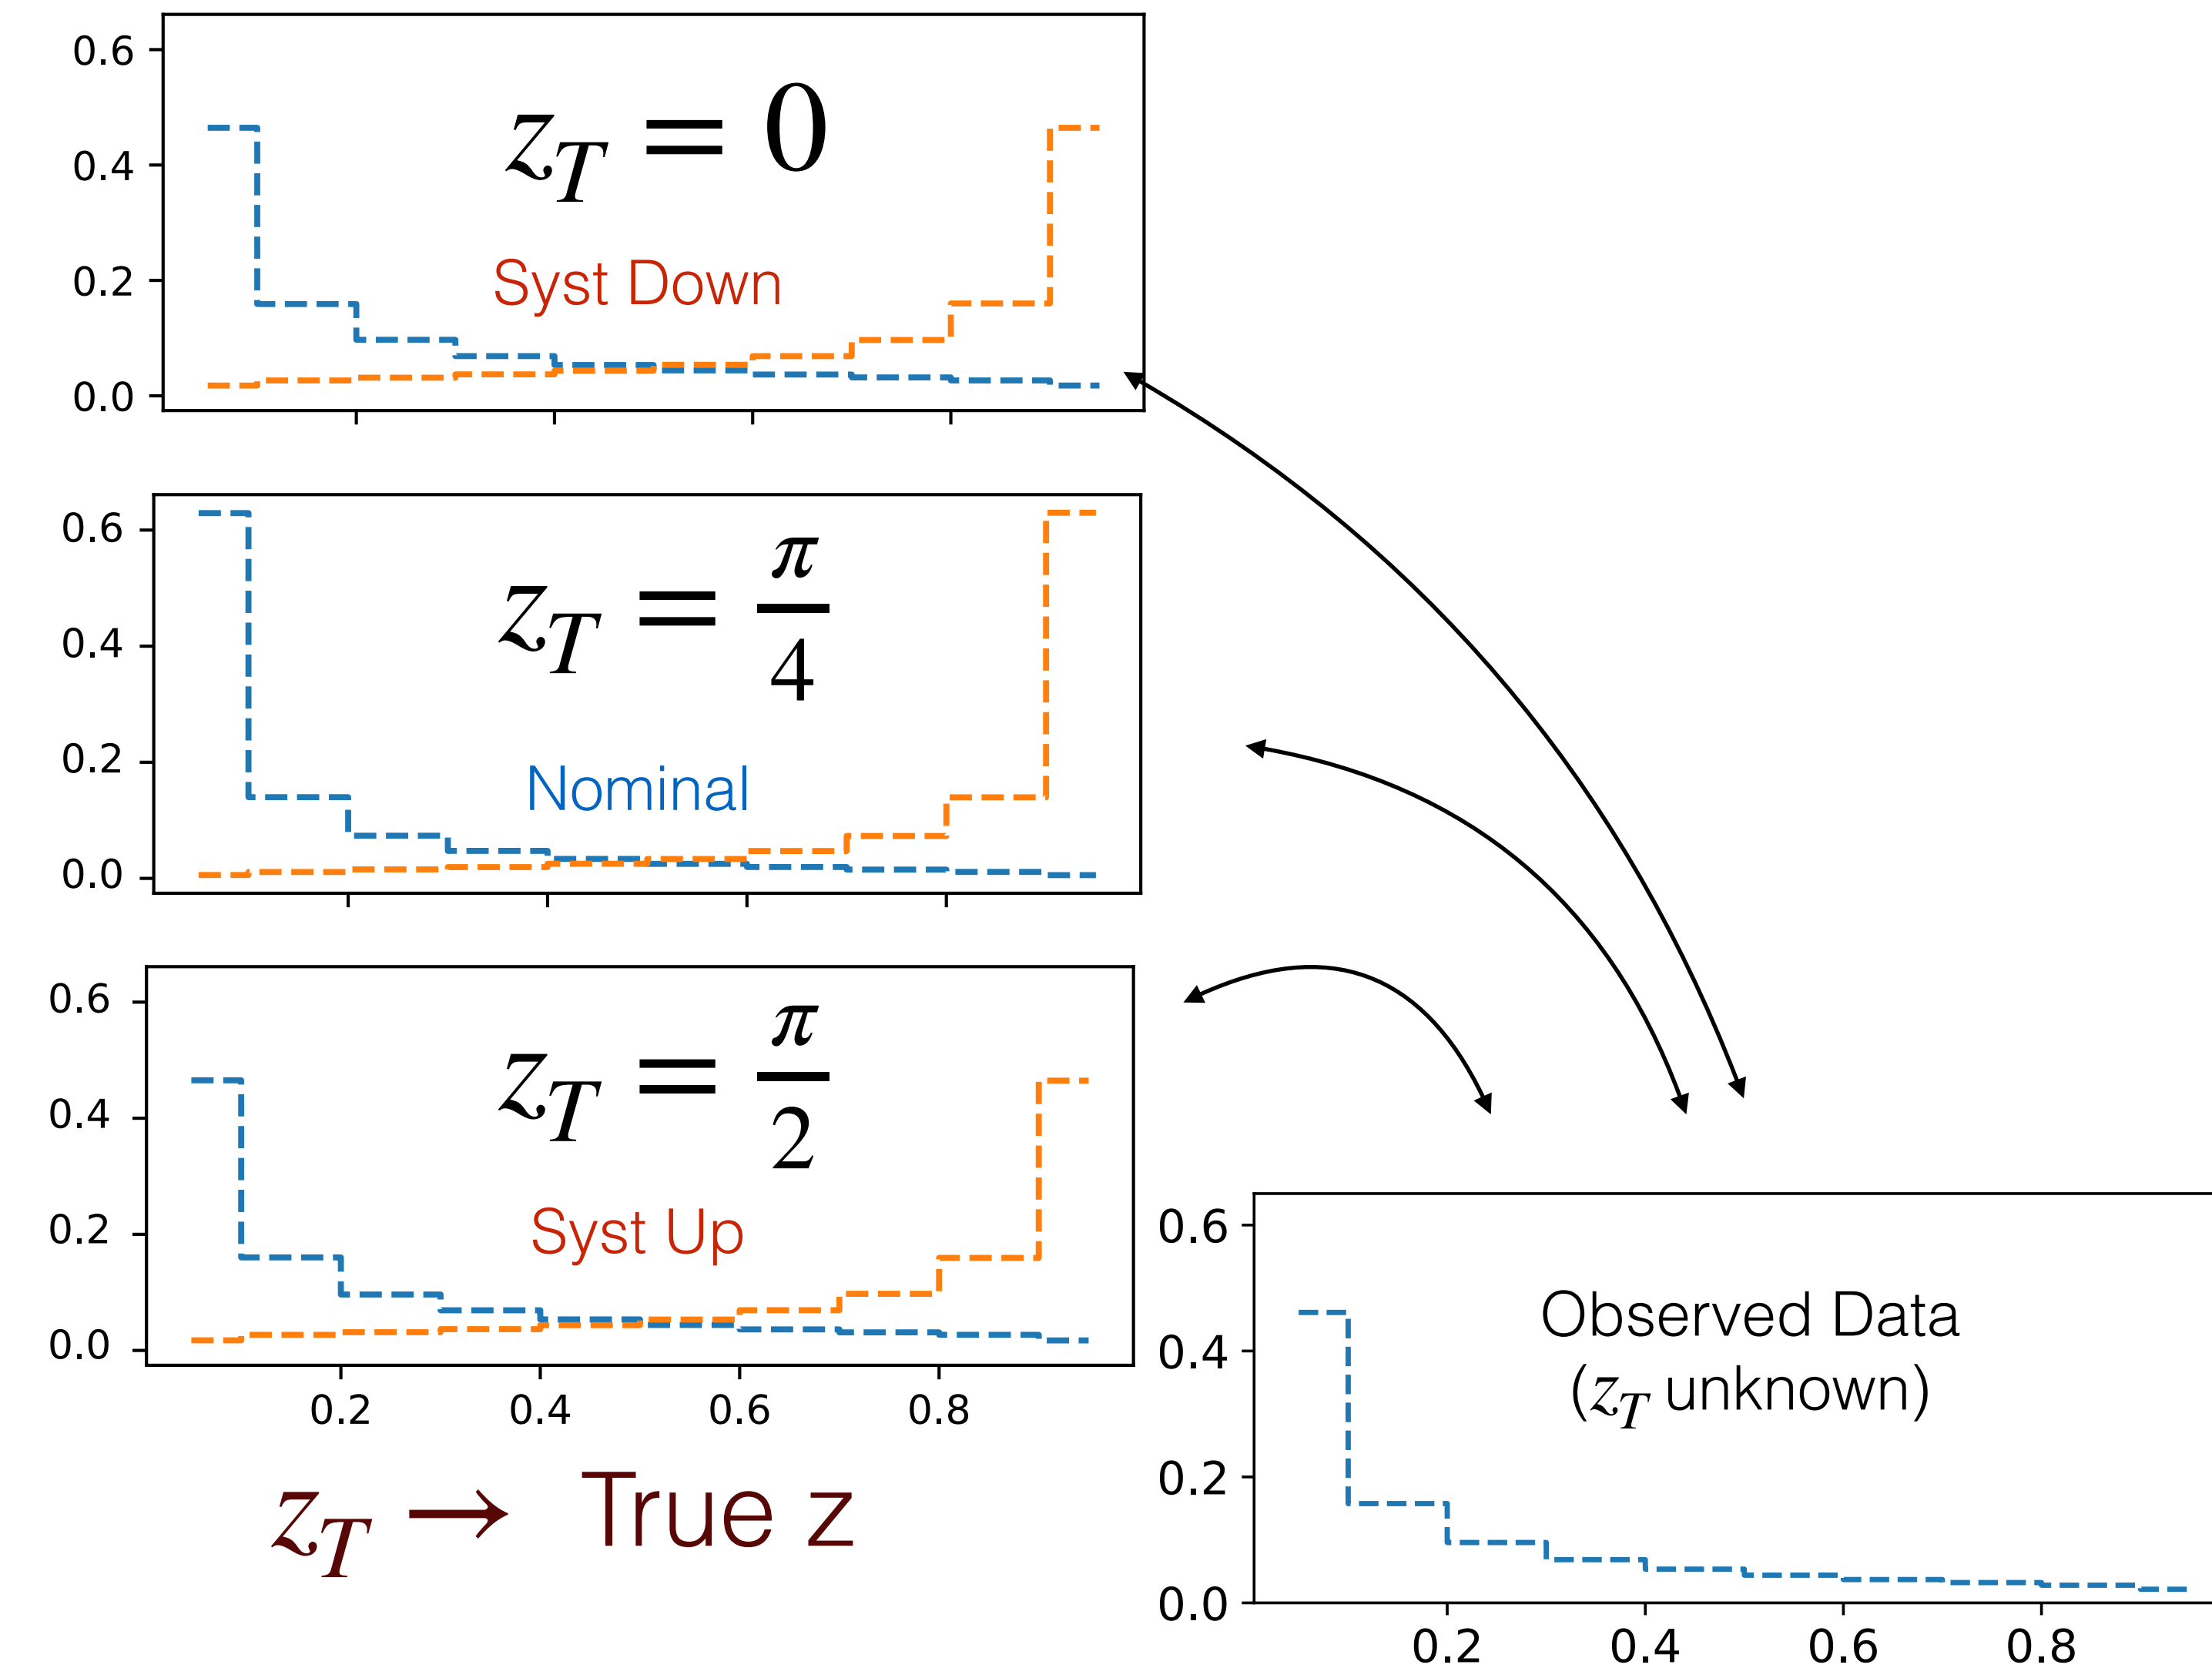 0.6
0.4
0.2
0.0
z_T = 0
Syst Down
0.6
0.4
0.2
0.0
z_T = π/4
Nominal
0.6
0.4
0.2
0.0
z_T = π/2
Syst Up
0.2 0.4 0.6 0.8
z_T → True z
0.6
0.4
0.2
0.0
Observed Data
(z_T unknown)
0.2 0.4 0.6 0.8